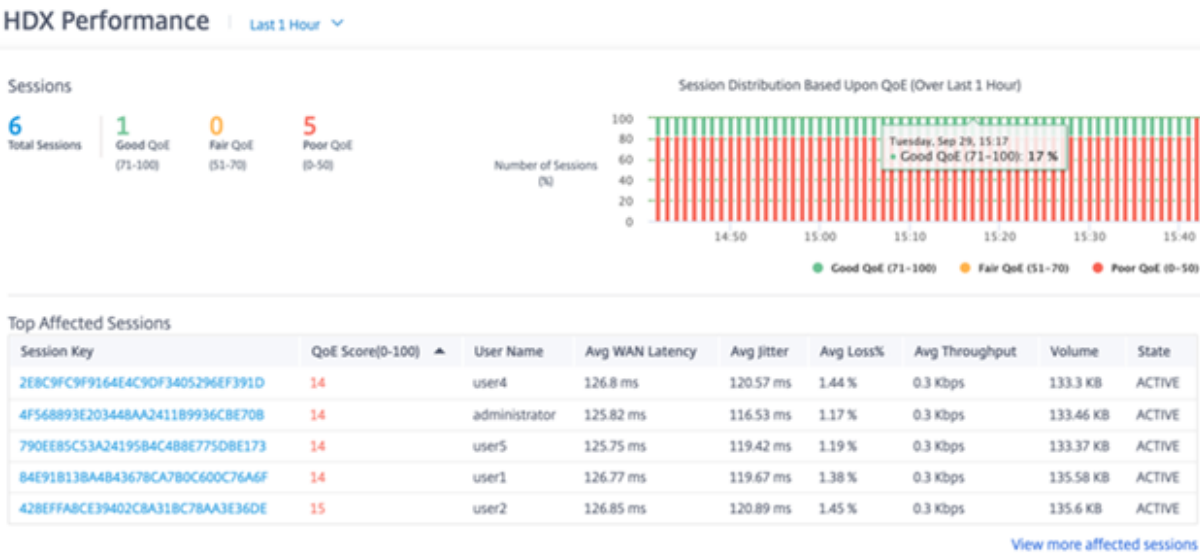 HDX Performance Last 1 Hour
Sessions
6 1 0 5
Total Sessions Good QoE Fair QoE Poor QoE
(71-100) (51-70) (0-50)
Session Distribution Based Upon QoE (Over Last 1 Hour)
Number of Sessions
(%)
100
80
60
40
20
0
Tuesday, Sep 29, 15:17
• Good QoE (71-100): 17 %
14:50 15:00 15:10 15:20 15:30 15:40
Good QoE (71-100) Fair QoE (51-70) Poor QoE (0-50)
Top Affected Sessions
Session Key QoE Score(0-100) User Name Avg WAN Latency Avg Jitter Avg Loss% Avg Throughput Volume State
2E8C9FC9F9164E4C9DF3405296EF391D 14 user4 126.8 ms 120.57 ms 1.44 % 0.3 Kbps 133.3 KB ACTIVE
4F568893E203448AA2411B9936CBE70B 14 administrator 125.82 ms 116.53 ms 1.17 % 0.3 Kbps 133.46 KB ACTIVE
790EE85C53A24195B4C4B8E775DBE173 14 user5 125.75 ms 119.42 ms 1.19 % 0.3 Kbps 133.37 KB ACTIVE
84E91B13BA4B43678CA7B0C600C76A6F 14 user1 126.77 ms 119.67 ms 1.38 % 0.3 Kbps 135.58 KB ACTIVE
428EFFA8CE39402C8A31BC78AA3E36DE 15 user2 126.85 ms 120.89 ms 1.45 % 0.3 Kbps 135.6 KB ACTIVE
View more affected sessions